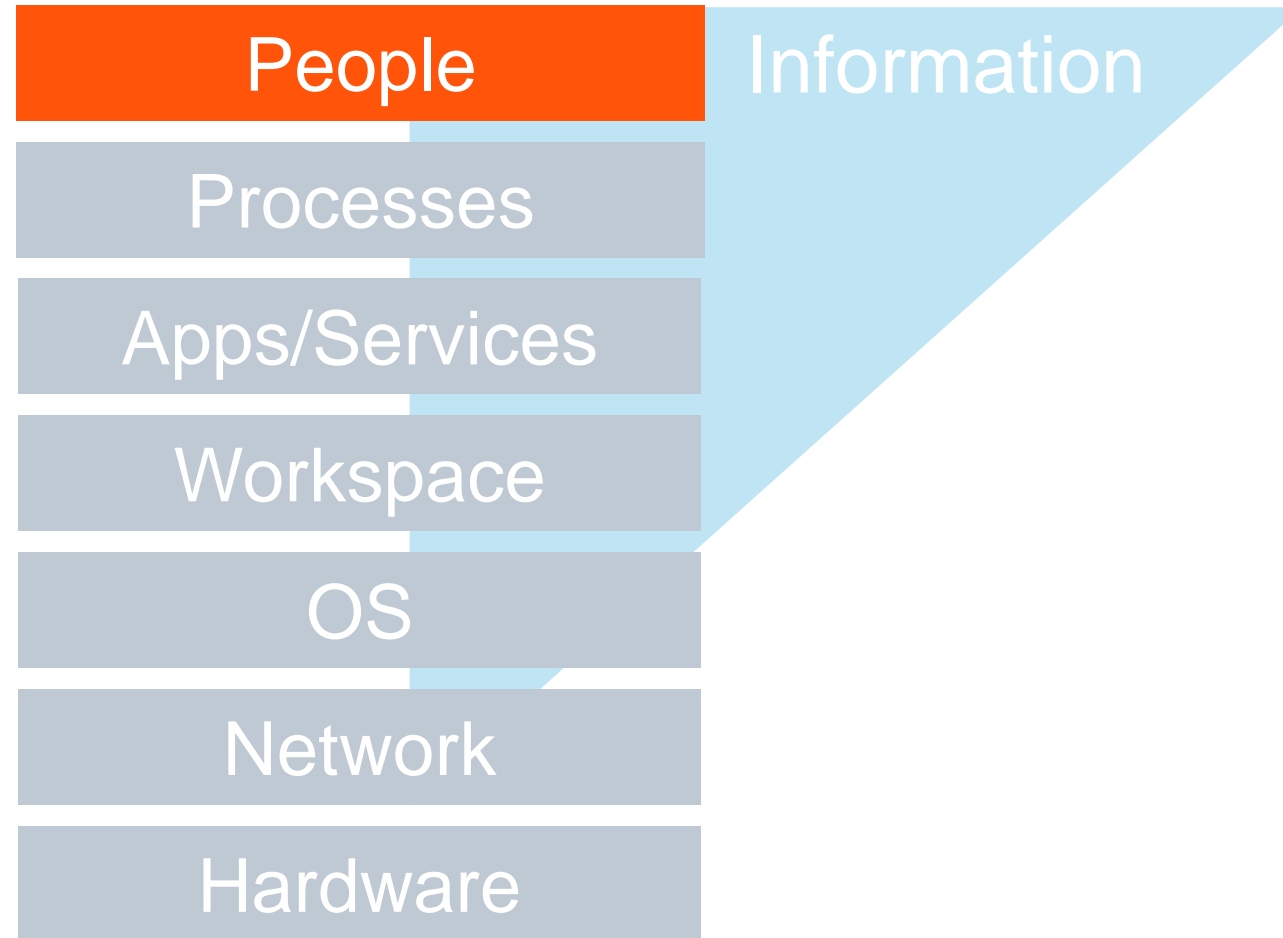 People
Information
Processes
Apps/Services
Workspace
OS
Network
Hardware